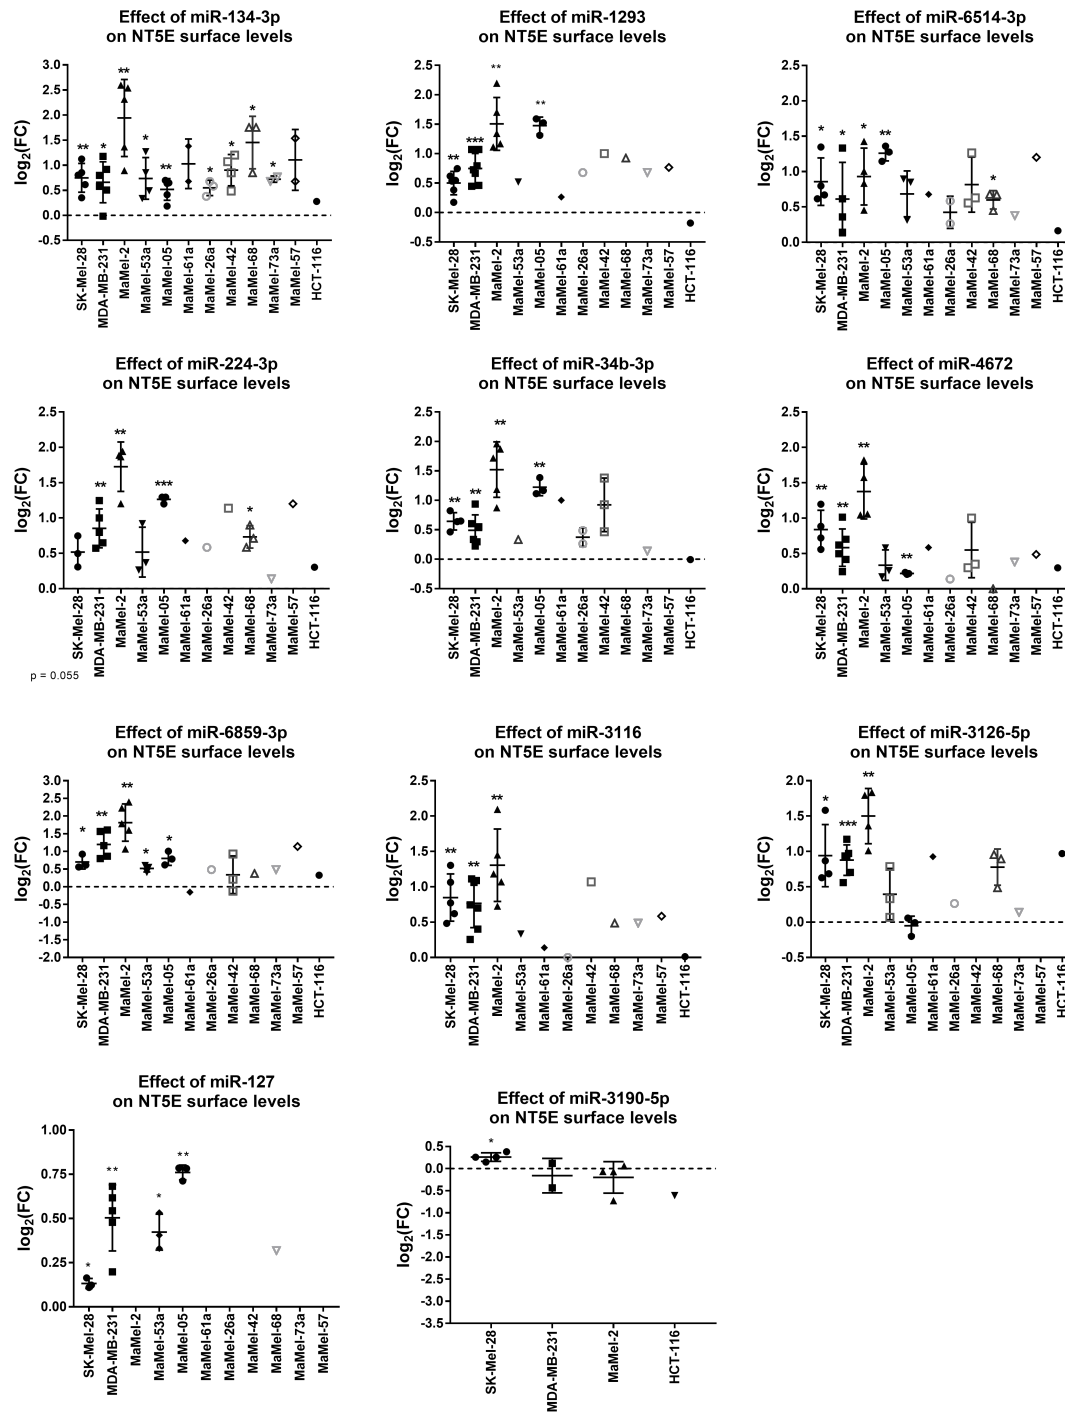 Effect of miR-134-3p
on NT5E surface levels
log2(FC)
3.0
2.5
2.0
1.5
1.0
0.5
0.0
-0.5
** * ** * ** * * * *
SK-Mel-28
MDA-MB-231
MaMel-2
MaMel-53a
MaMel-05
MaMel-61a
MaMel-26a
MaMel-42
MaMel-68
MaMel-73a
MaMel-57
HCT-116
Effect of miR-1293
on NT5E surface levels
log2(FC)
2.5
2.0
1.5
1.0
0.5
0.0
-0.5
** *** ** **
SK-Mel-28
MDA-MB-231
MaMel-2
MaMel-53a
MaMel-05
MaMel-61a
MaMel-26a
MaMel-42
MaMel-68
MaMel-73a
MaMel-57
HCT-116
Effect of miR-6514-3p
on NT5E surface levels
log2(FC)
2.5
2.0
1.5
1.0
0.5
0.0
* * * ** *
SK-Mel-28
MDA-MB-231
MaMel-2
MaMel-05
MaMel-53a
MaMel-61a
MaMel-26a
MaMel-42
MaMel-68
MaMel-73a
MaMel-57
HCT-116
Effect of miR-224-3p
on NT5E surface levels
log2(FC)
2.5
2.0
1.5
1.0
0.5
0.0
** ** *** *
SK-Mel-28
MDA-MB-231
MaMel-2
MaMel-53a
MaMel-05
MaMel-61a
MaMel-26a
MaMel-42
MaMel-68
MaMel-73a
MaMel-57
HCT-116
p = 0.055
Effect of miR-34b-3p
on NT5E surface levels
log2(FC)
2.5
2.0
1.5
1.0
0.5
0.0
-0.5
** ** ** **
SK-Mel-28
MDA-MB-231
MaMel-2
MaMel-53a
MaMel-05
MaMel-61a
MaMel-26a
MaMel-42
MaMel-68
MaMel-73a
MaMel-57
HCT-116
Effect of miR-4672
on NT5E surface levels
log2(FC)
2.5
2.0
1.5
1.0
0.5
0.0
** ** ** **
SK-Mel-28
MDA-MB-231
MaMel-2
MaMel-53a
MaMel-05
MaMel-61a
MaMel-26a
MaMel-42
MaMel-68
MaMel-73a
MaMel-57
HCT-116
Effect of miR-6859-3p
on NT5E surface levels
log2(FC)
3.0
2.5
2.0
1.5
1.0
0.5
0.0
-0.5
-1.0
-1.5
-2.0
* ** ** * *
SK-Mel-28
MDA-MB-231
MaMel-2
MaMel-53a
MaMel-05
MaMel-61a
MaMel-26a
MaMel-42
MaMel-68
MaMel-73a
MaMel-57
HCT-116
Effect of miR-3116
on NT5E surface levels
log2(FC)
2.5
2.0
1.5
1.0
0.5
0.0
** ** **
SK-Mel-28
MDA-MB-231
MaMel-2
MaMel-53a
MaMel-61a
MaMel-26a
MaMel-42
MaMel-68
MaMel-73a
MaMel-57
HCT-116
Effect of miR-3126-5p
on NT5E surface levels
log2(FC)
2.0
1.5
1.0
0.5
0.0
-0.5
* *** **
SK-Mel-28
MDA-MB-231
MaMel-2
MaMel-53a
MaMel-05
MaMel-61a
MaMel-26a
MaMel-42
MaMel-68
MaMel-73a
MaMel-57
HCT-116
Effect of miR-127
on NT5E surface levels
log2(FC)
1.00
0.75
0.50
0.25
0.00
* ** * **
SK-Mel-28
MDA-MB-231
MaMel-2
MaMel-53a
MaMel-05
MaMel-61a
MaMel-26a
MaMel-42
MaMel-68
MaMel-73a
MaMel-57
Effect of miR-3190-5p
on NT5E surface levels
log2(FC)
0.5
0.0
-0.5
-1.0
-1.5
-2.0
-2.5
-3.0
-3.5
*
SK-Mel-28
MDA-MB-231
MaMel-2
HCT-116